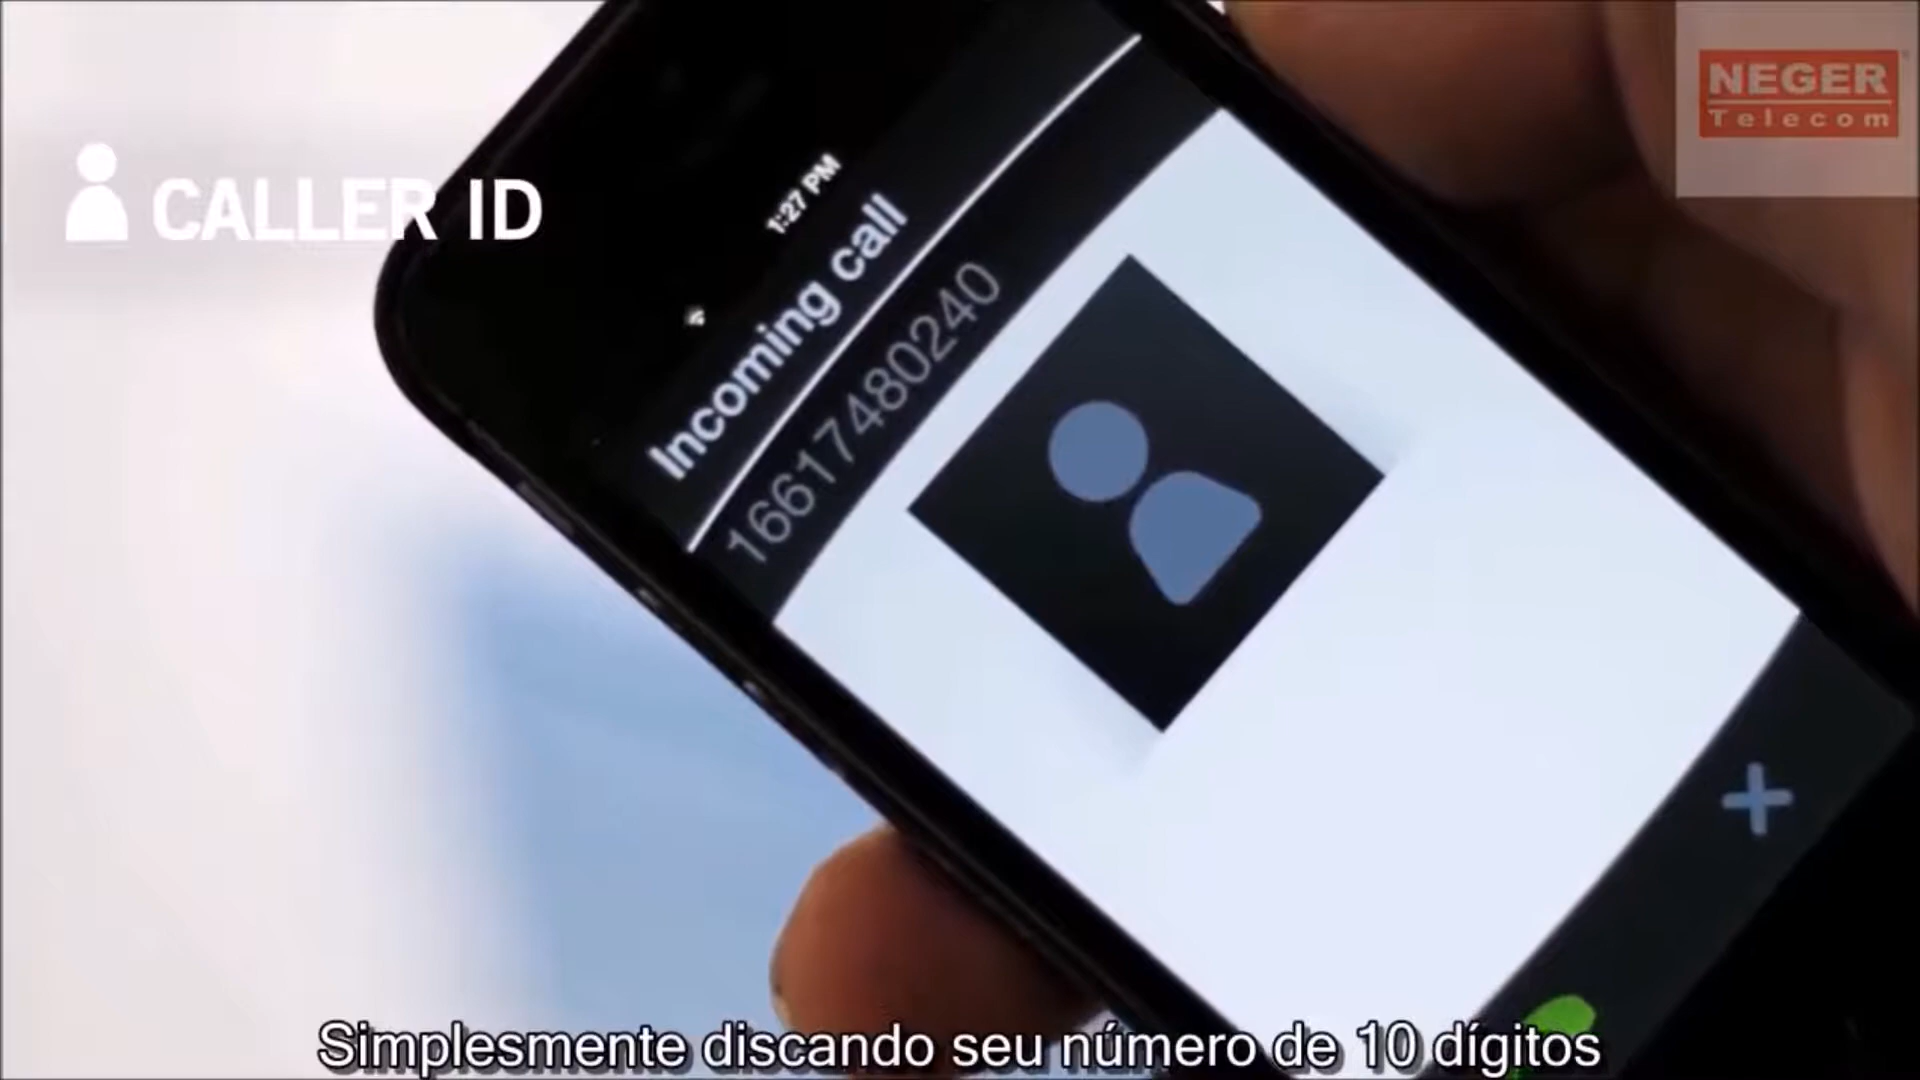 NEGER
Telecom
CALLER ID
1:27 PM
Incoming call
16617480240
Simplesmente discando seu número de 10 dígitos